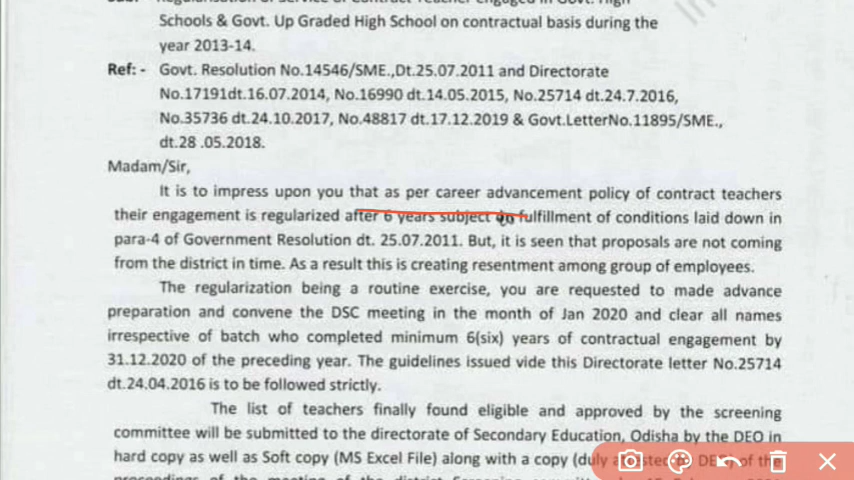 Schools & Govt. Up Graded High School on contractual basis during the
year 2013-14.
Ref: - Govt. Resolution No.14546/SME.,Dt.25.07.2011 and Directorate
No.17191dt.16.07.2014, No.16990 dt.14.05.2015, No.25714 dt.24.7.2016,
No.35736 dt.24.10.2017, No.48817 dt.17.12.2019 & Govt.LetterNo.11895/SME.,
dt.28 .05.2018.
Madam/Sir,
It is to impress upon you that as per career advancement policy of contract teachers
their engagement is regularized after 6 years subject to fulfillment of conditions laid down in
para-4 of Government Resolution dt. 25.07.2011. But, it is seen that proposals are not coming
from the district in time. As a result this is creating resentment among group of employees.
The regularization being a routine exercise, you are requested to made advance
preparation and convene the DSC meeting in the month of Jan 2020 and clear all names
irrespective of batch who completed minimum 6(six) years of contractual engagement by
31.12.2020 of the preceding year. The guidelines issued vide this Directorate letter No.25714
dt.24.04.2016 is to be followed strictly.
The list of teachers finally found eligible and approved by the screening
committee will be submitted to the directorate of Secondary Education, Odisha by the DEO in
hard copy as well as Soft copy (MS Excel File) along with a copy (duly of the